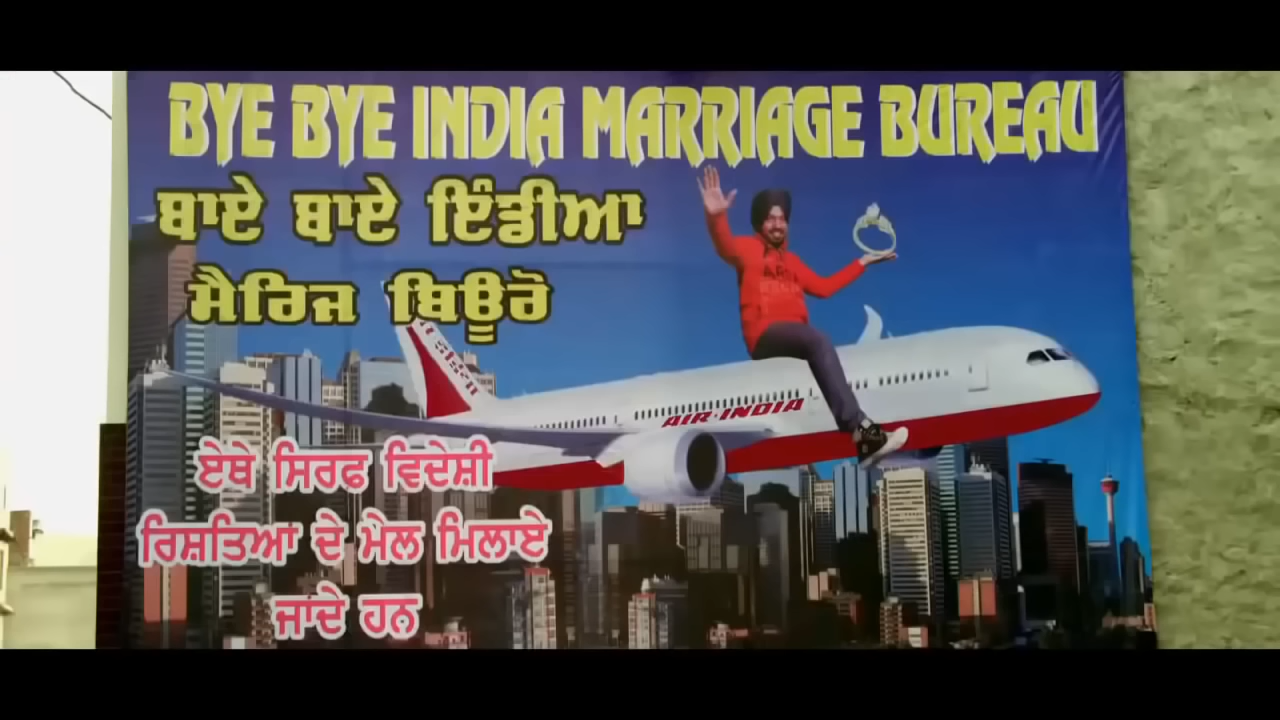 BYE BYE INDIA MARRIAGE BUREAU
ਬਾਏ ਬਾਏ ਇੰਡੀਆ
ਮੈਰਿਜ ਬਿਊਰੋ
AIR-INDIA
ਏਥੇ ਸਿਰਫ ਵਿਦੇਸ਼ੀ
ਰਿਸ਼ਤਿਆਂ ਦੇ ਮੇਲ ਮਿਲਾਏ
ਜਾਂਦੇ ਹਨ